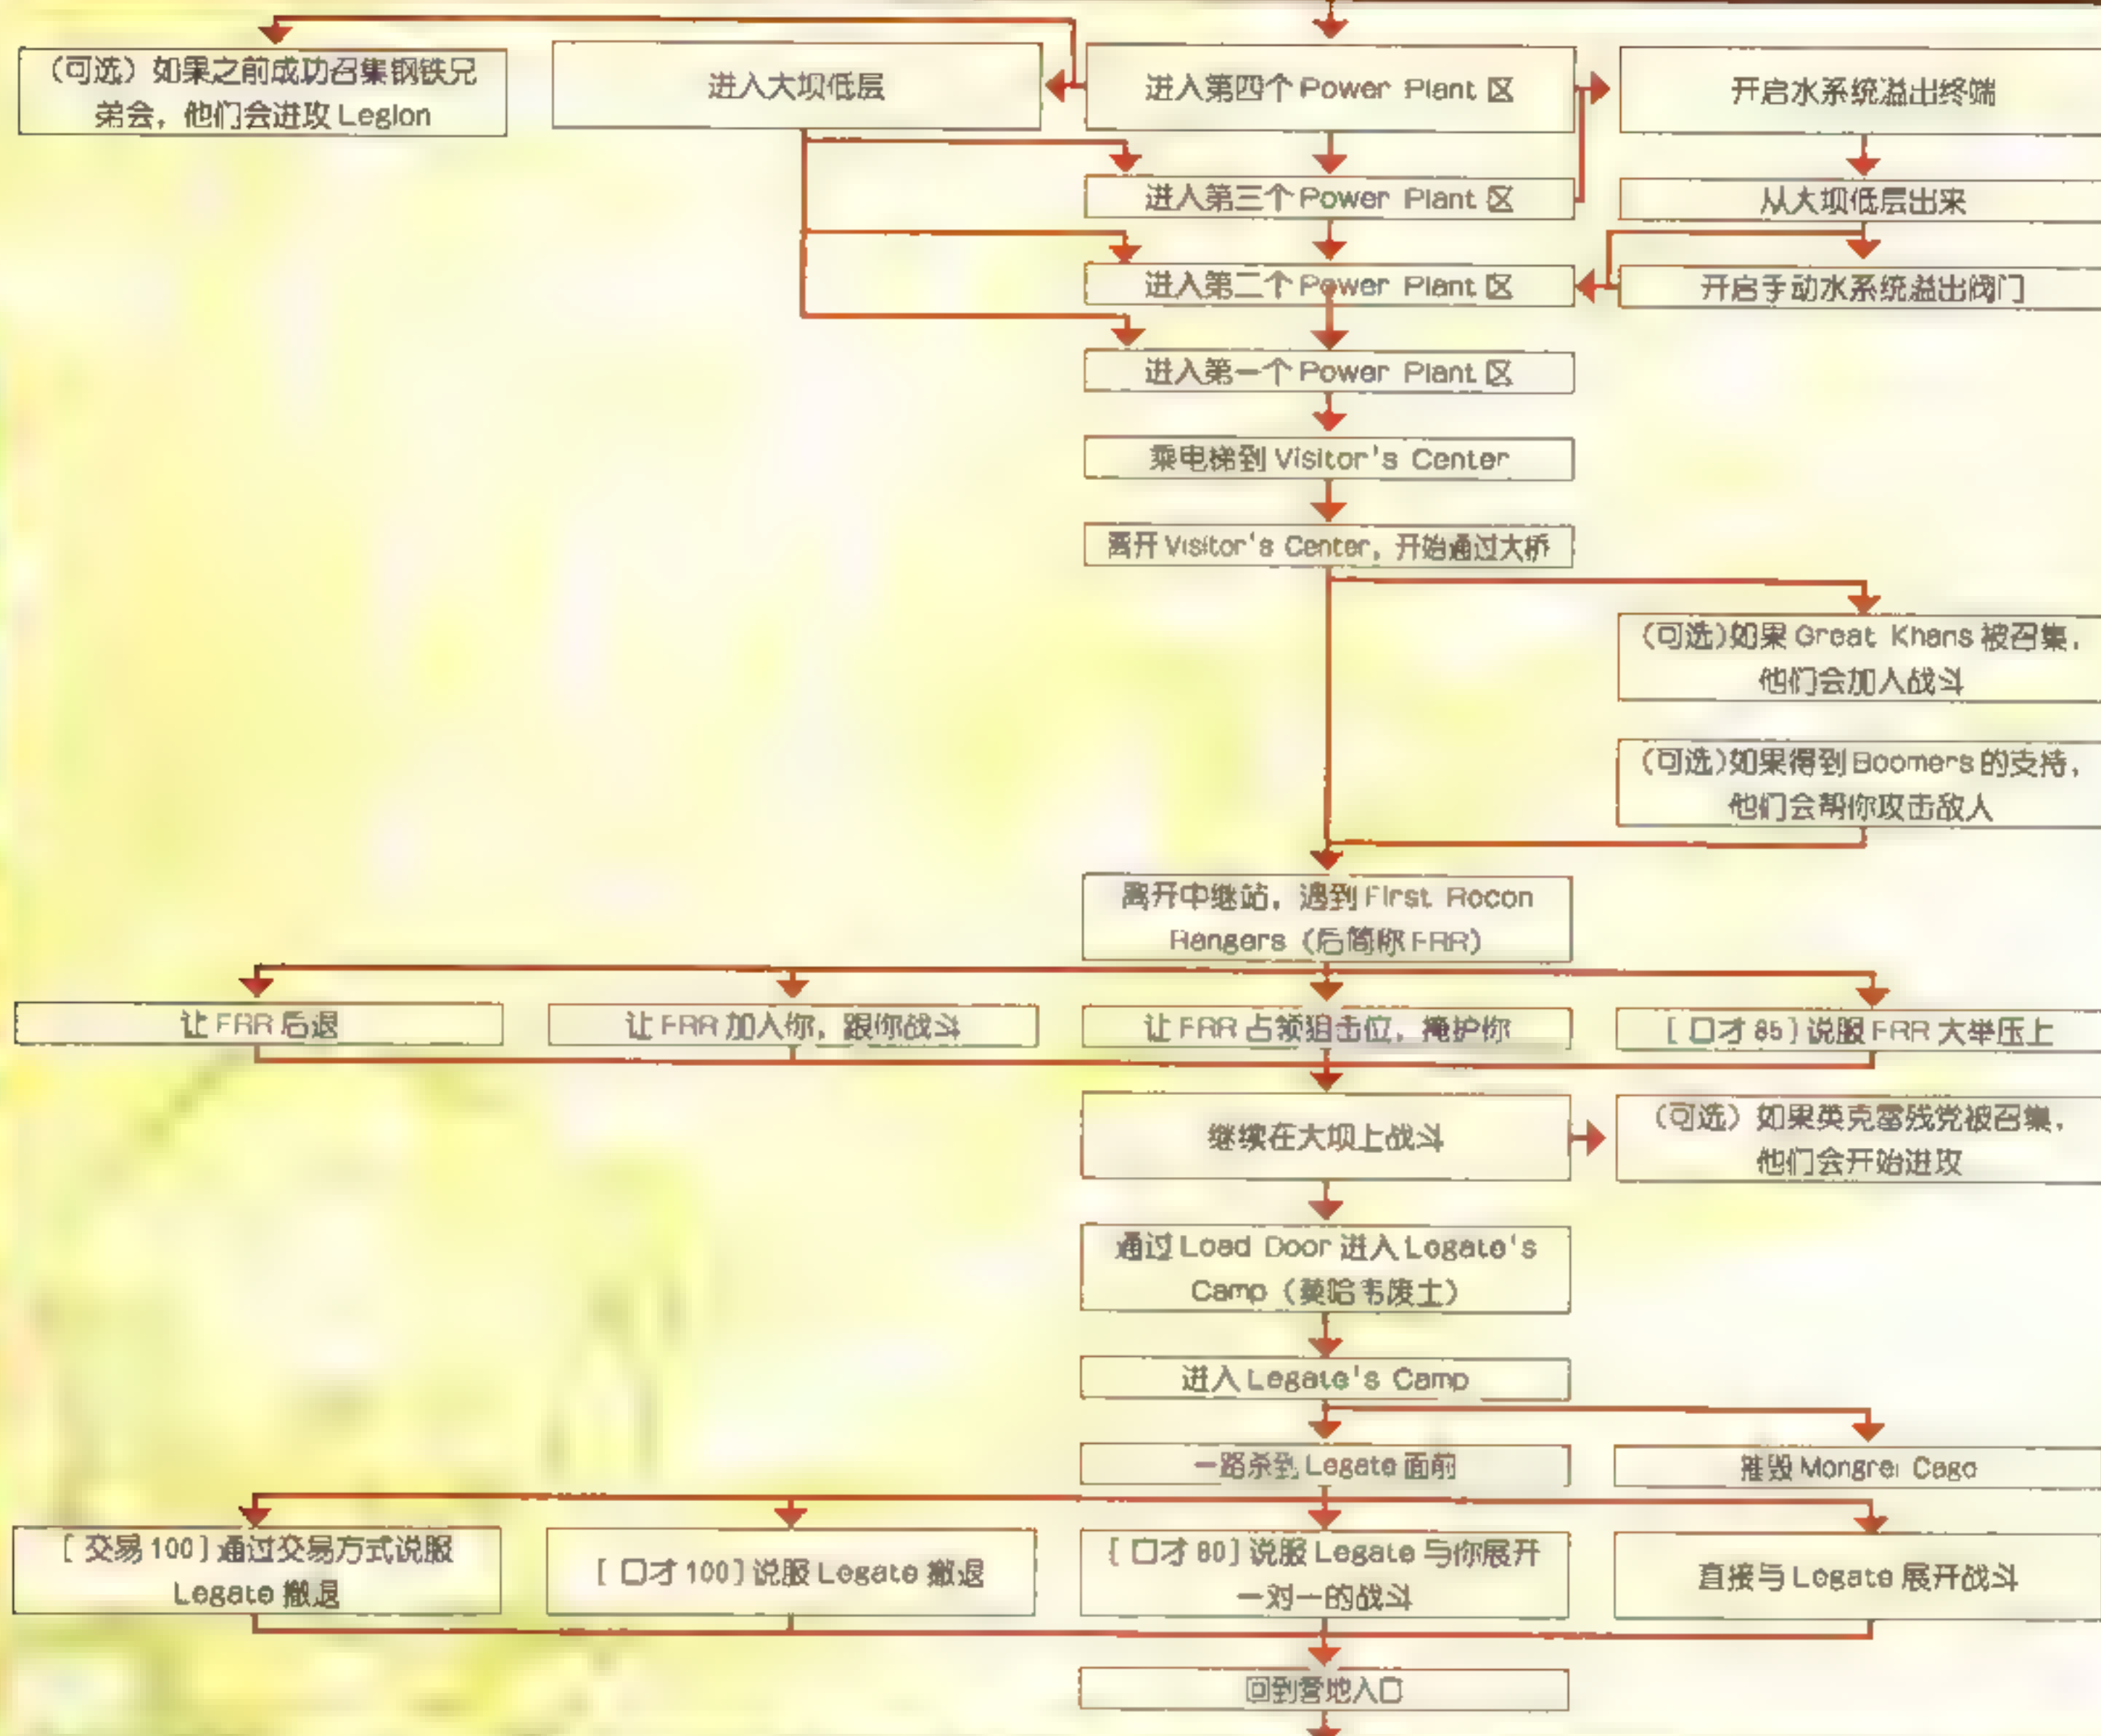 （可选）如果之前成功召集钢铁兄
弟会，他们会进攻 Legion
进入大坝低层
进入第四个 Power Plant 区
开启水系统溢出终端
进入第三个 Power Plant 区
从大坝低层出来
进入第二个 Power Plant 区
开启手动水系统溢出阀门
进入第一个 Power Plant 区
乘电梯到 Visitor's Center
离开 Visitor's Center，开始通过大桥
（可选）如果 Great Khans 被召集，
他们会加入战斗
（可选）如果得到 Boomers 的支持，
他们会帮你攻击敌人
离开中继站，遇到 First Recon
Rangers（后简称 FRR）
让 FRR 后退
让 FRR 加入你，跟你战斗
让 FRR 占领狙击位，掩护你
[ 口才 85 ] 说服 FRR 大举压上
继续在大坝上战斗
（可选）如果英克雷残党被召集，
他们会开始进攻
通过 Load Door 进入 Legate's
Camp（莫哈韦废土）
进入 Legate's Camp
一路杀到 Legate 面前
摧毁 Mongrel Cage
[ 交易 100 ] 通过交易方式说服
Legate 撤退
[ 口才 100 ] 说服 Legate 撤退
[ 口才 80 ] 说服 Legate 与你展开
一对一的战斗
直接与 Legate 展开战斗
回到营地入口